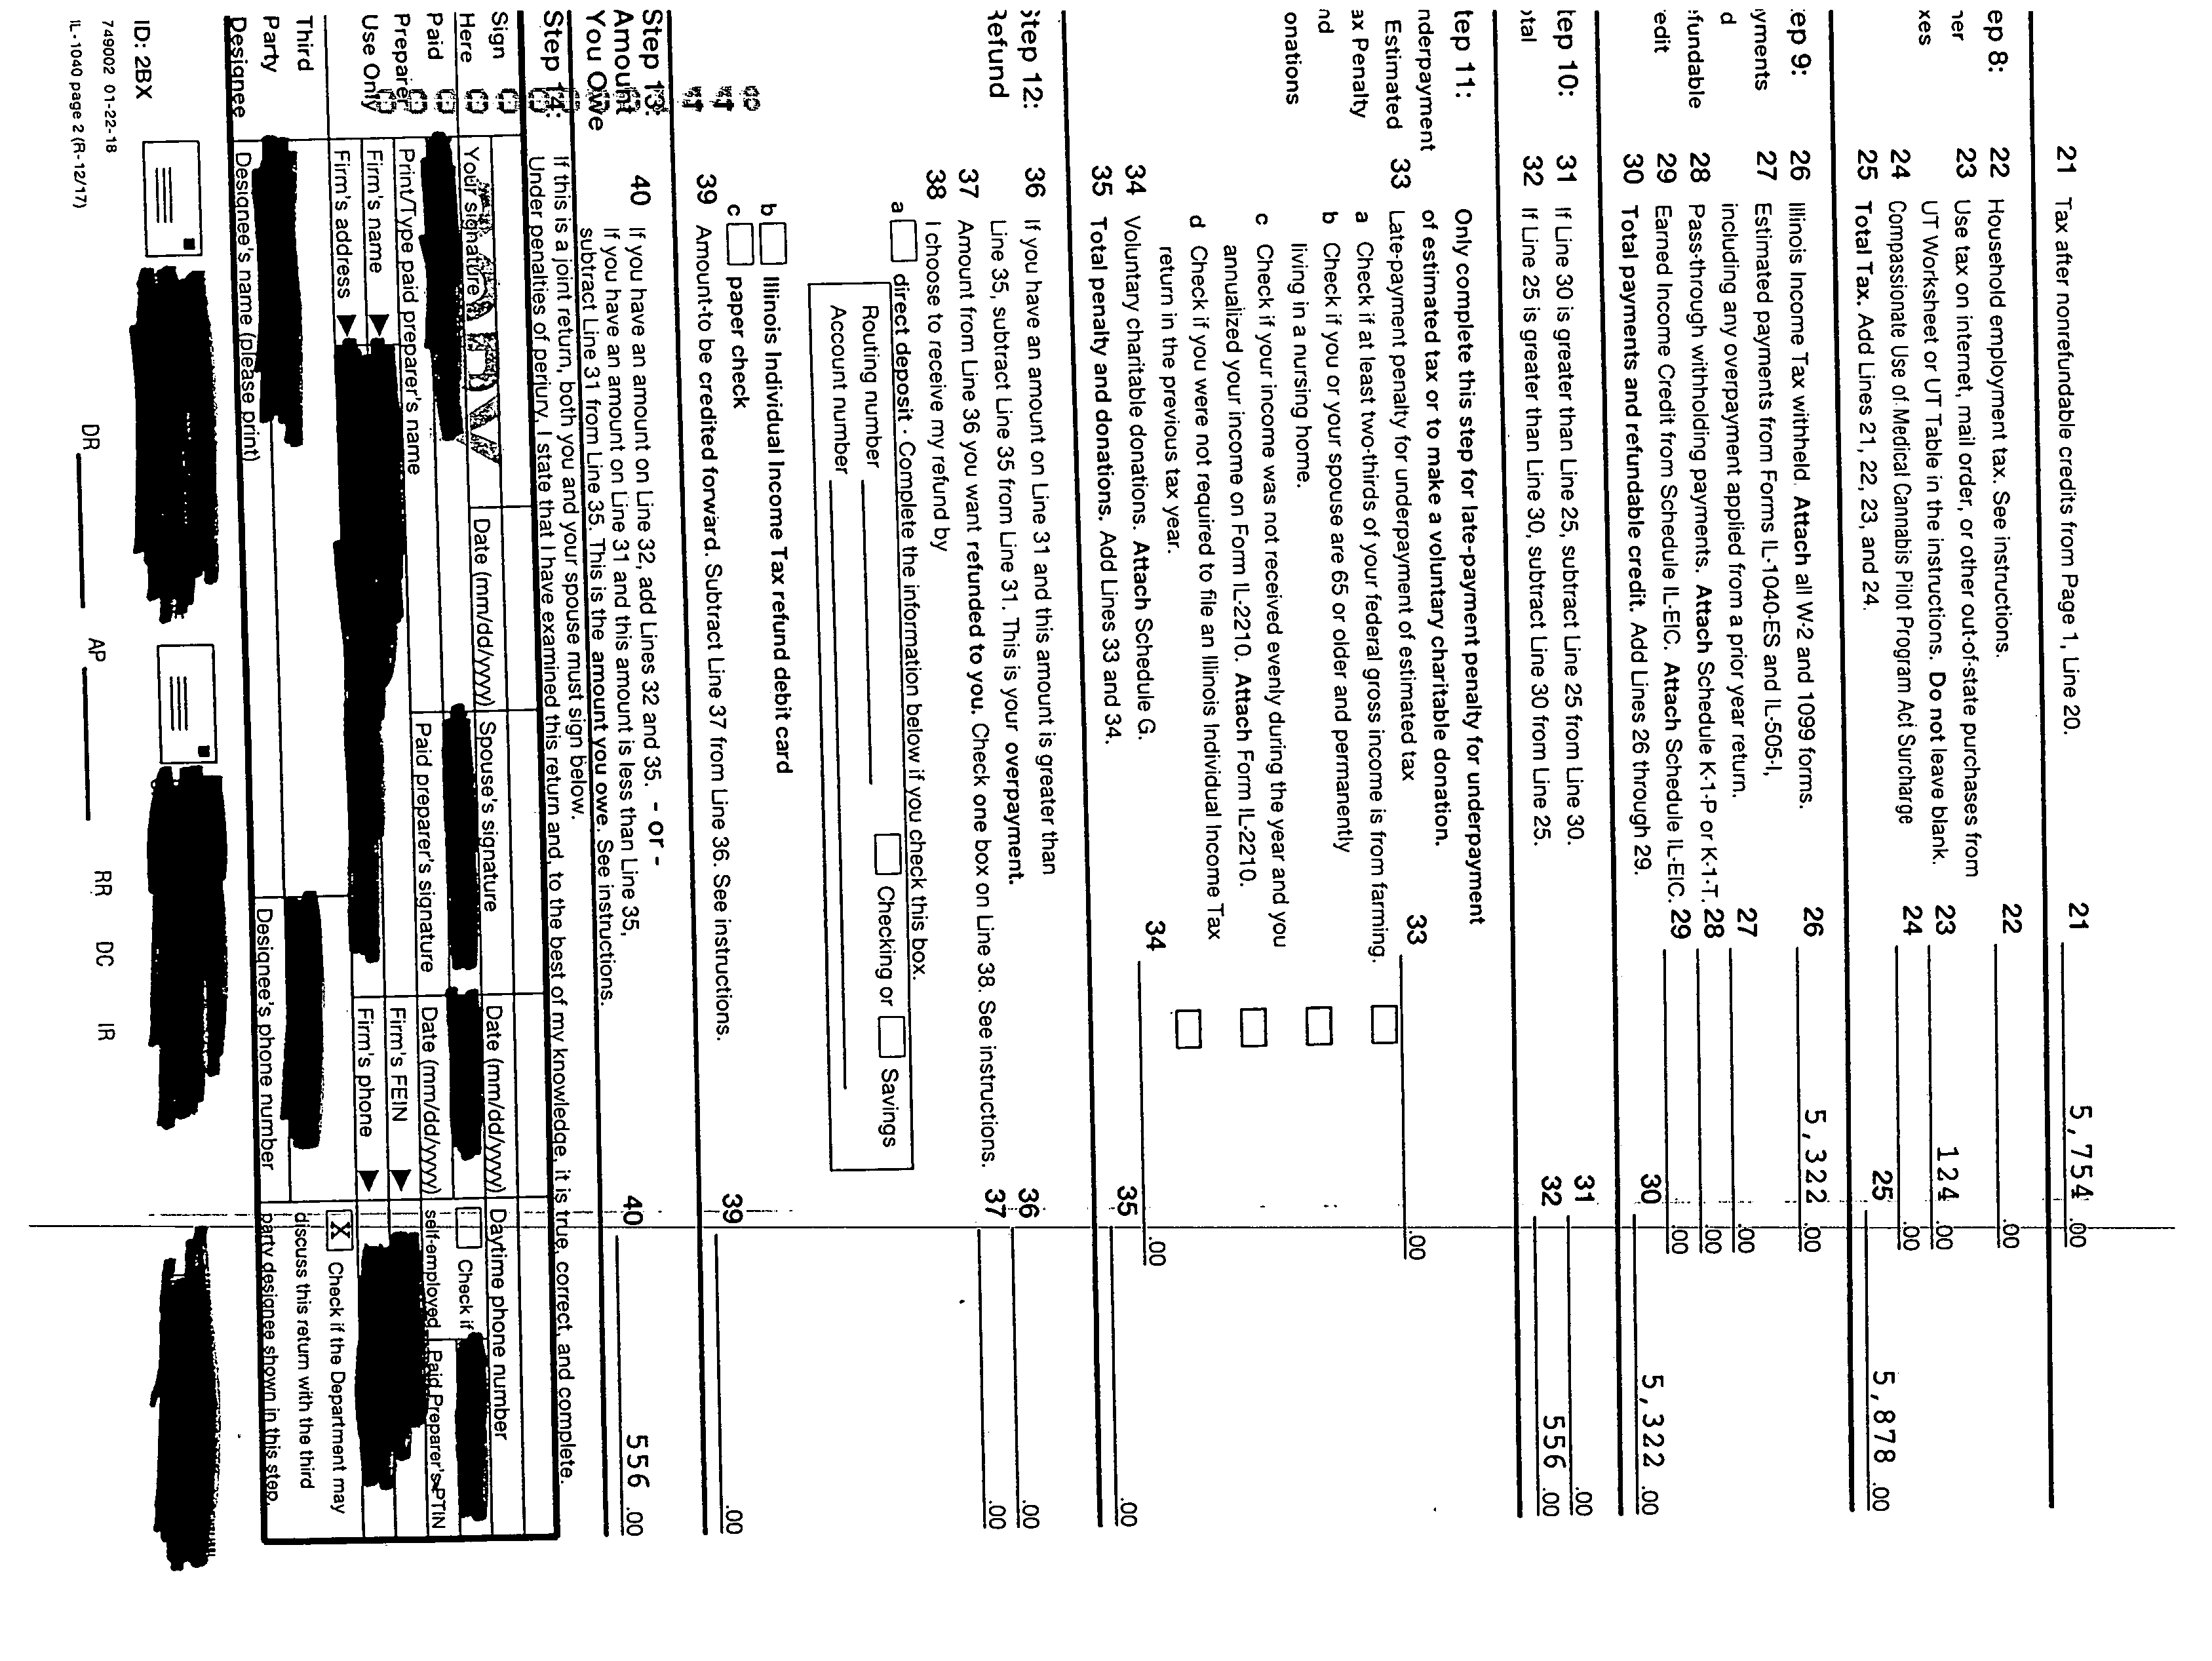 21 Tax after nonrefundable credits from Page 1, Line 20. 21 5,754 .00
ep 8: 22 Household employment tax. See instructions. 22 .00
ner 23 Use tax on internet, mail order, or other out-of-state purchases from
xes UT Worksheet or UT Table in the instructions. Do not leave blank. 23 124 .00
24 Compassionate Use of Medical Cannabis Pilot Program Act Surcharge 24 .00
25 Total Tax. Add Lines 21, 22, 23, and 24. 25 5,878 .00
ep 9: 26 Illinois Income Tax withheld. Attach all W-2 and 1099 forms. 26 5,322 .00
yments 27 Estimated payments from Forms IL-1040-ES and IL-505-I,
d including any overpayment applied from a prior year return. 27 .00
efundable 28 Pass-through withholding payments. Attach Schedule K-1-P or K-1-T. 28 .00
edit 29 Earned Income Credit from Schedule IL-EIC. Attach Schedule IL-EIC. 29 .00
30 Total payments and refundable credit. Add Lines 26 through 29. 30 5,322 .00
tep 10: 31 If Line 30 is greater than Line 25, subtract Line 25 from Line 30. 31 .00
otal 32 If Line 25 is greater than Line 30, subtract Line 30 from Line 25. 32 556 .00
tep 11: Only complete this step for late-payment penalty for underpayment
nderpayment of estimated tax or to make a voluntary charitable donation.
Estimated 33 Late-payment penalty for underpayment of estimated tax 33 .00
ax Penalty a Check if at least two-thirds of your federal gross income is from farming.
nd b Check if you or your spouse are 65 or older and permanently
onations living in a nursing home.
c Check if your income was not received evenly during the year and you
annualized your income on Form IL-2210. Attach Form IL-2210.
d Check if you were not required to file an Illinois Individual Income Tax
return in the previous tax year.
34 Voluntary charitable donations. Attach Schedule G. 34 .00
35 Total penalty and donations. Add Lines 33 and 34. 35 .00
Step 12: 36 If you have an amount on Line 31 and this amount is greater than
Refund Line 35, subtract Line 35 from Line 31. This is your overpayment. 36 .00
37 Amount from Line 36 you want refunded to you. Check one box on Line 38. See instructions. 37 .00
38 I choose to receive my refund by
a direct deposit - Complete the information below if you check this box.
Routing number Checking or Savings
Account number
b Illinois Individual Income Tax refund debit card
c paper check
39 Amount to be credited forward. Subtract Line 37 from Line 36. See instructions. 39 .00
Step 13: 40 If you have an amount on Line 32, add Lines 32 and 35. - or -
Amount If you have an amount on Line 31 and this amount is less than Line 35,
You Owe subtract Line 31 from Line 35. This is the amount you owe. See instructions. 40 556 .00
Step 14: If this is a joint return, both you and your spouse must sign below.
Under penalties of perjury, I state that I have examined this return and, to the best of my knowledge, it is true, correct, and complete.
Sign
Here Your signature Date (mm/dd/yyyy) Spouse's signature Date (mm/dd/yyyy) Daytime phone number
Paid
Preparer Print/Type paid preparer's name Paid preparer's signature Date (mm/dd/yyyy) Check if self-employed Paid Preparer's PTIN
Use Only Firm's name Firm's FEIN
Firm's address Firm's phone
Third
Party
Designee Designee's name (please print) Designee's phone number
X Check if the Department may
discuss this return with the third
party designee shown in this step.
ID: 2BX
749002 01-22-18
IL-1040 page 2 (R-12/17)
DR AP RR DC IR